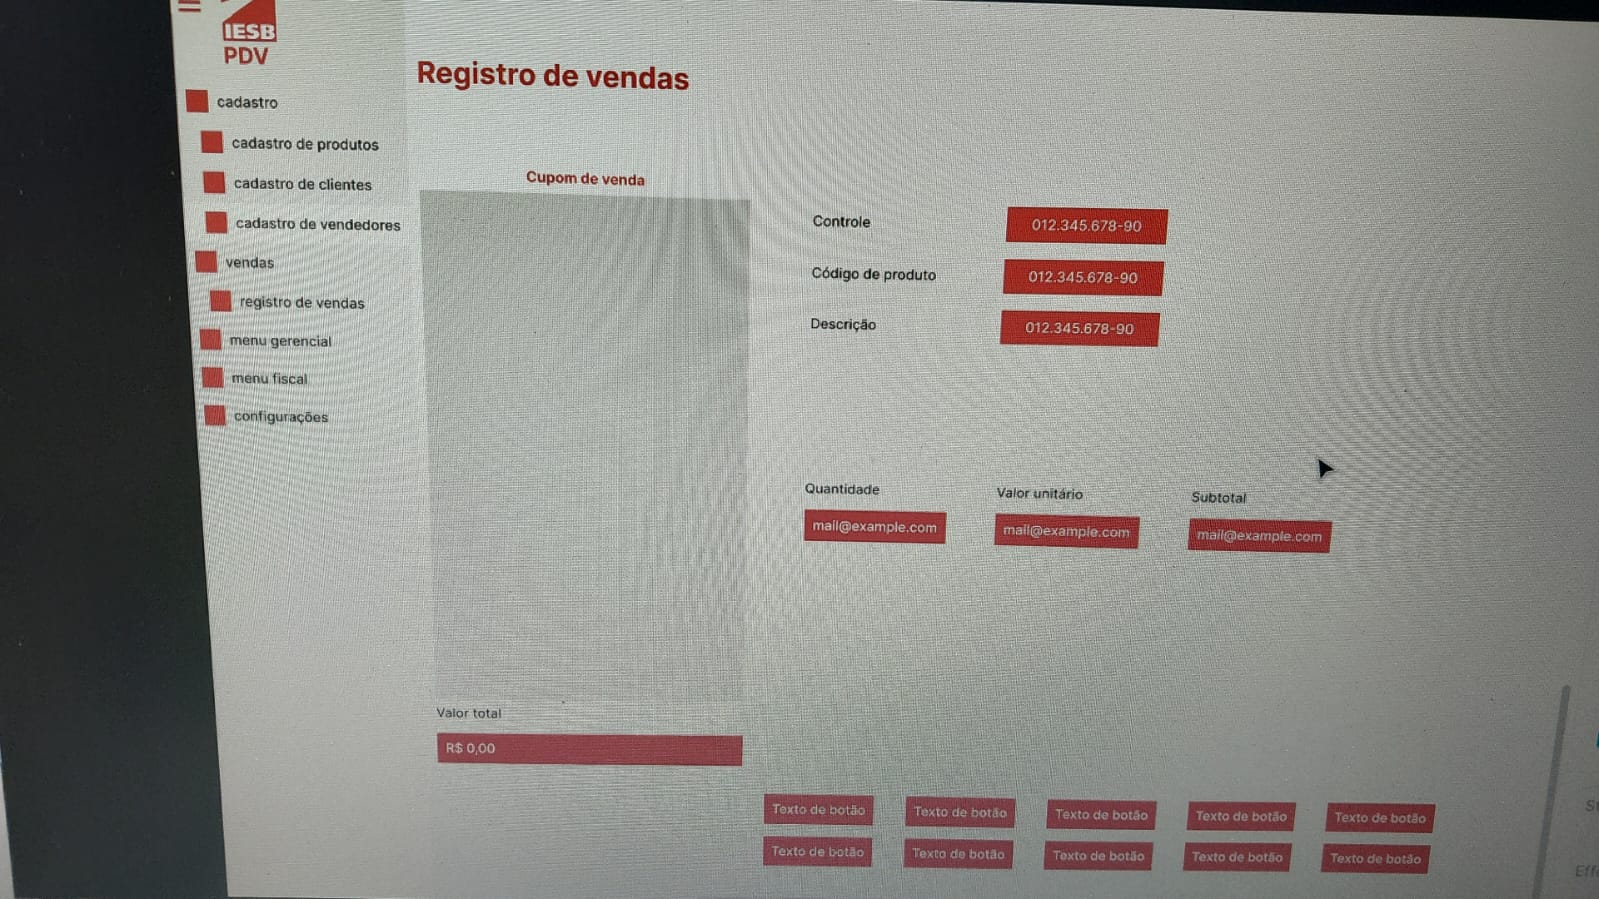 IESB
PDV
Registro de vendas
cadastro
cadastro de produtos
cadastro de clientes
cadastro de vendedores
vendas
registro de vendas
menu gerencial
menu fiscal
configurações
Cupom de venda
Controle
012.345.678-90
Código de produto
012.345.678-90
Descrição
012.345.678-90
Quantidade
Valor unitário
Subtotal
mail@example.com
mail@example.com
mail@example.com
Valor total
R$ 0,00
Texto de botão
Texto de botão
Texto de botão
Texto de botão
Texto de botão
Texto de botão
Texto de botão
Texto de botão
Texto de botão
Texto de botão